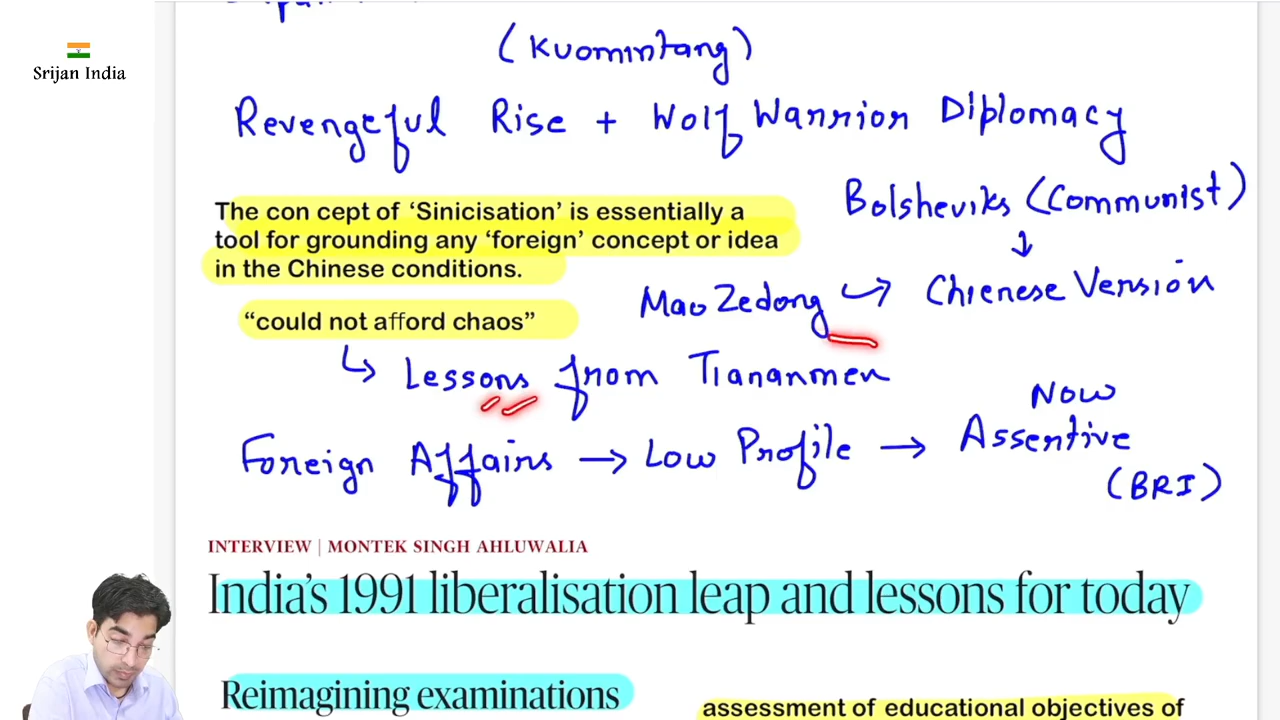 Srijan India
(Kuomintang)
Revengeful Rise + Wolf Warrior Diplomacy
The con cept of ‘Sinicisation’ is essentially a
tool for grounding any ‘foreign’ concept or idea
in the Chinese conditions.
Bolsheviks (Communist)
↓
Mao Zedong → Chienese Version
“could not afford chaos”
↳ Lessons from Tiananmen
Foreign Affairs → Low Profile → Now Assertive
(BRI)
INTERVIEW | MONTEK SINGH AHLUWALIA
India’s 1991 liberalisation leap and lessons for today
Reimagining examinations
assessment of educational objectives of